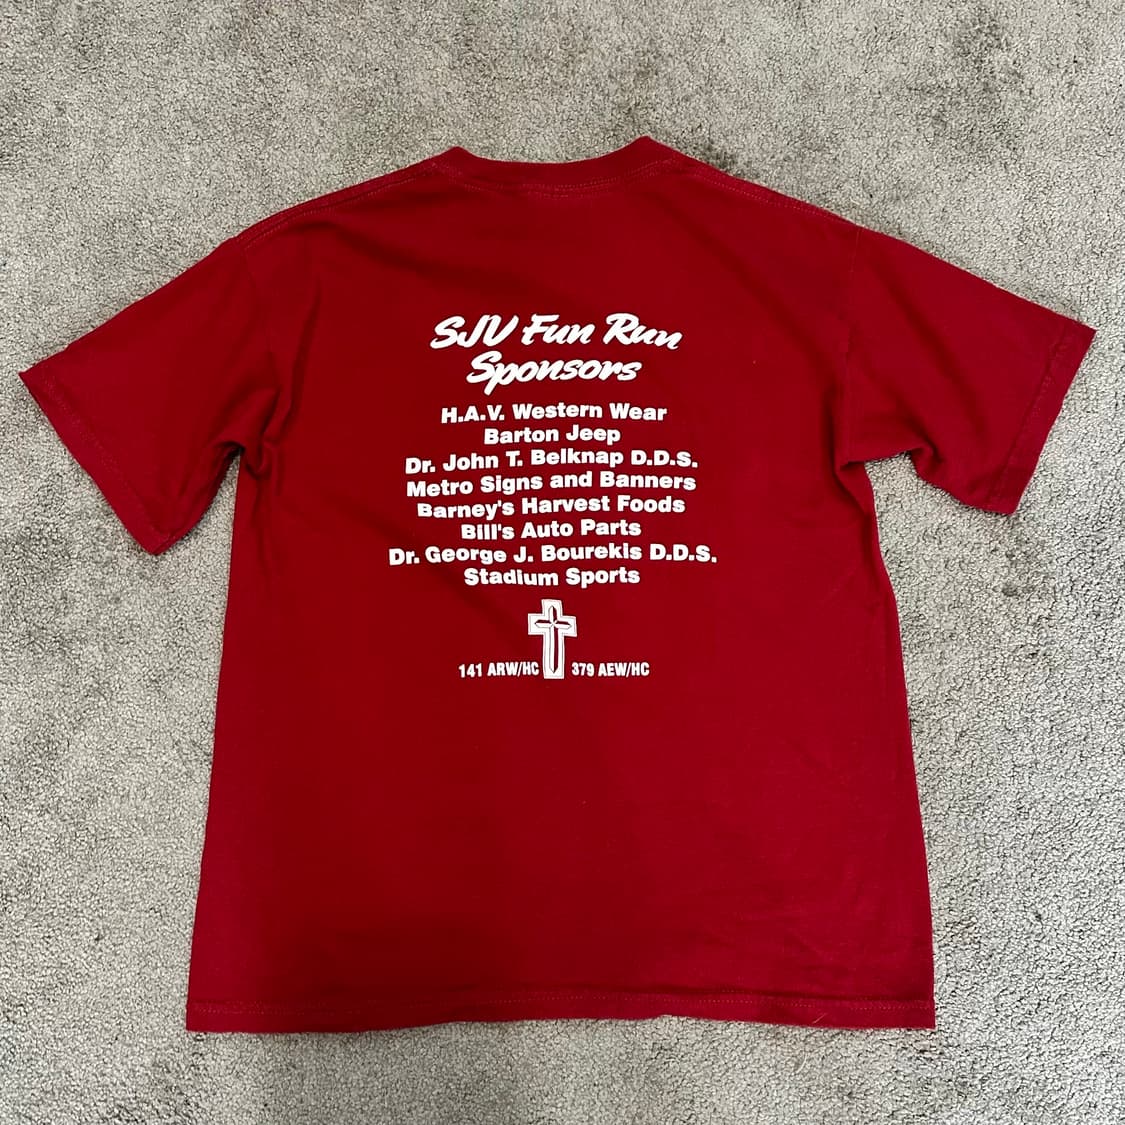 SJV Fun Run
Sponsors
H.A.V. Western Wear
Barton Jeep
Dr. John T. Belknap D.D.S.
Metro Signs and Banners
Barney's Harvest Foods
Bill's Auto Parts
Dr. George J. Bourekis D.D.S.
Stadium Sports
141 ARW/HC 379 AEW/HC